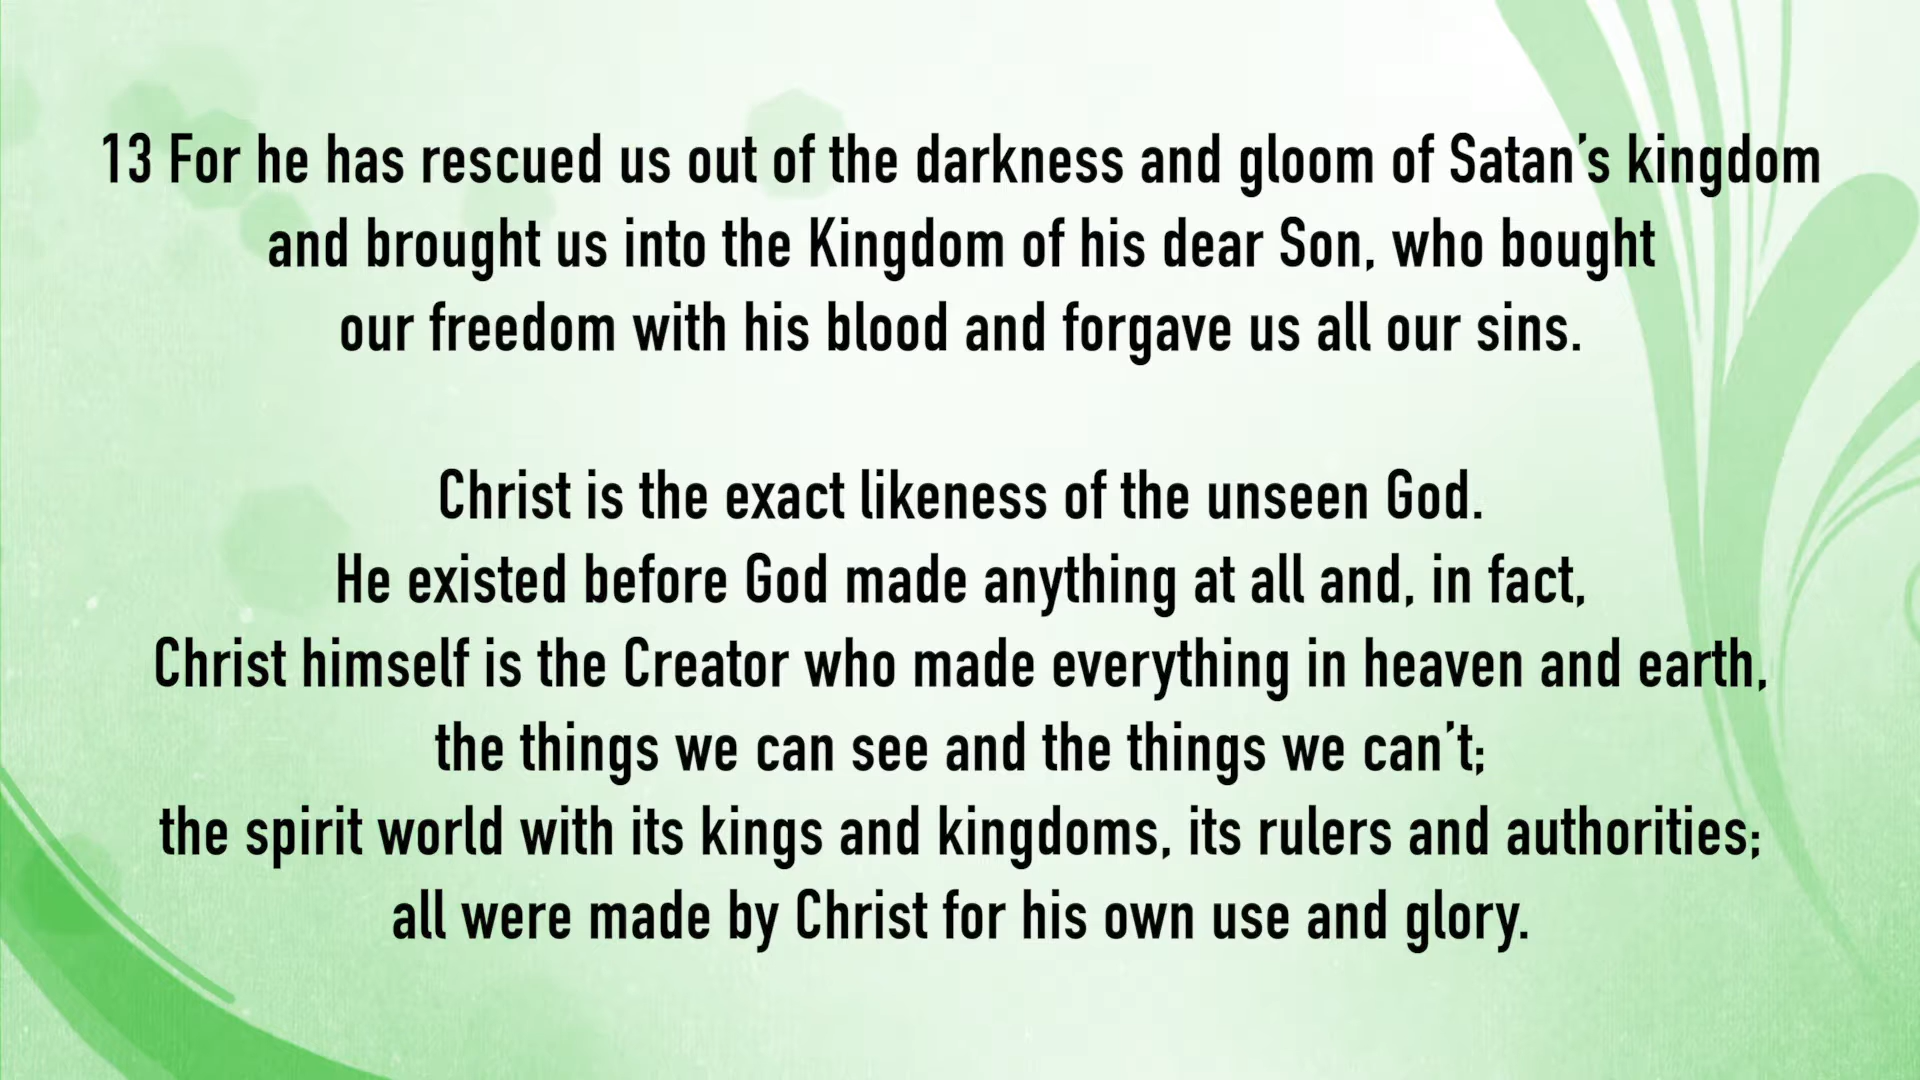 13 For he has rescued us out of the darkness and gloom of Satan's kingdom
and brought us into the Kingdom of his dear Son, who bought
our freedom with his blood and forgave us all our sins.
Christ is the exact likeness of the unseen God.
He existed before God made anything at all and, in fact,
Christ himself is the Creator who made everything in heaven and earth,
the things we can see and the things we can't;
the spirit world with its kings and kingdoms, its rulers and authorities;
all were made by Christ for his own use and glory.